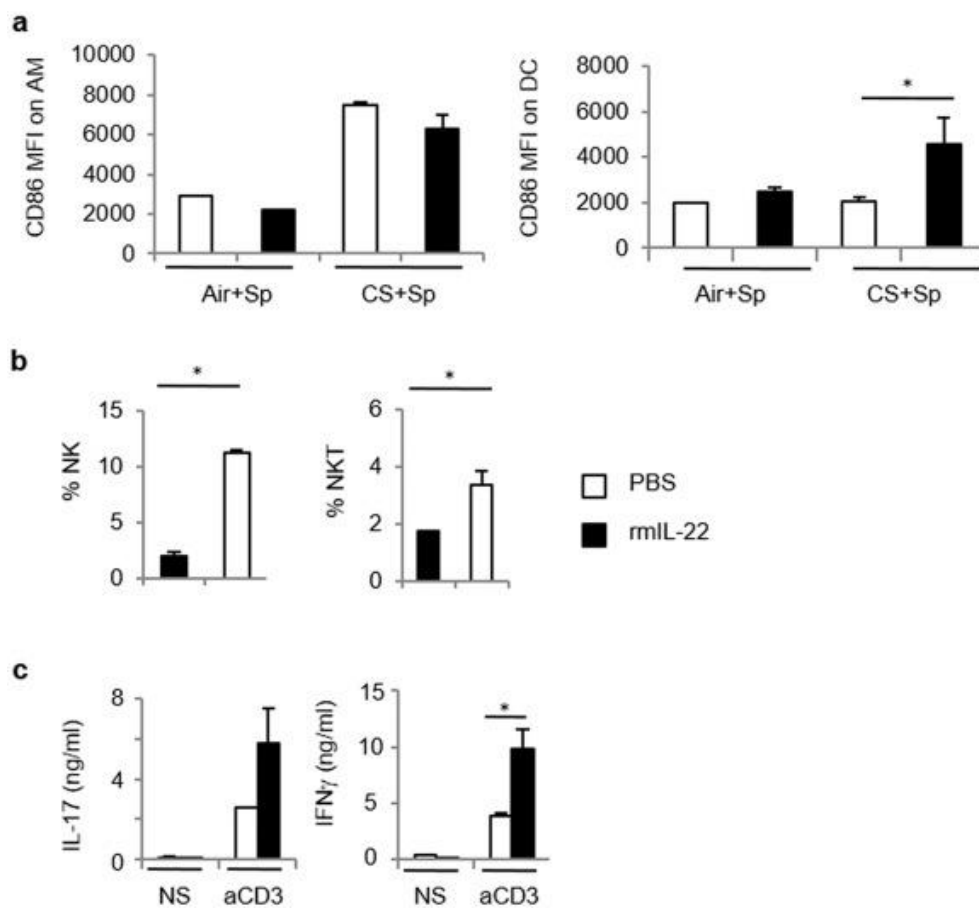 a
CD86 MFI on AM
10000
8000
6000
4000
2000
0
Air+Sp
CS+Sp
CD86 MFI on DC
8000
6000
4000
2000
0
*
Air+Sp
CS+Sp
b
% NK
15
10
5
0
*
% NKT
6
4
2
0
*
PBS
rmIL-22
c
IL-17 (ng/ml)
8
4
0
NS
aCD3
IFNγ (ng/ml)
15
10
5
0
*
NS
aCD3